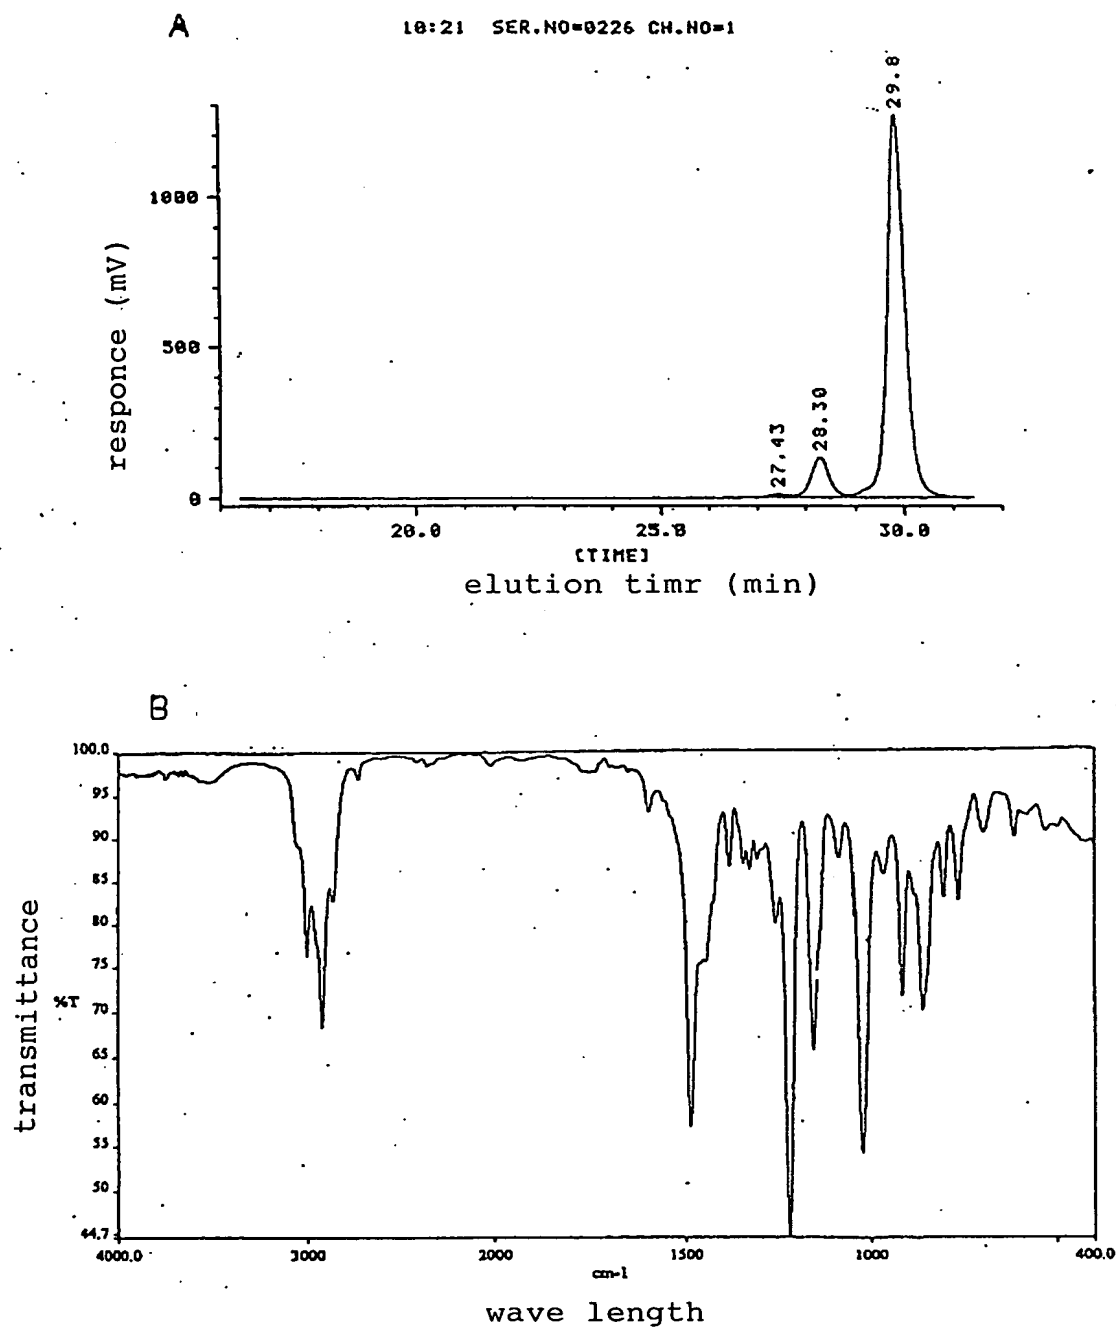 A
10:21 SER.NO=0226 CH.NO=1
29.8
1000
responce (mV)
500
28.30
27.43
0
20.0 25.0 30.0
[TIME]
elution timr (min)
B
100.0
95
90
85
80
75
%T
70
transmittance
65
60
55
50
44.7
4000.0 3000 2000 1500 1000 400.0
cm-1
wave length